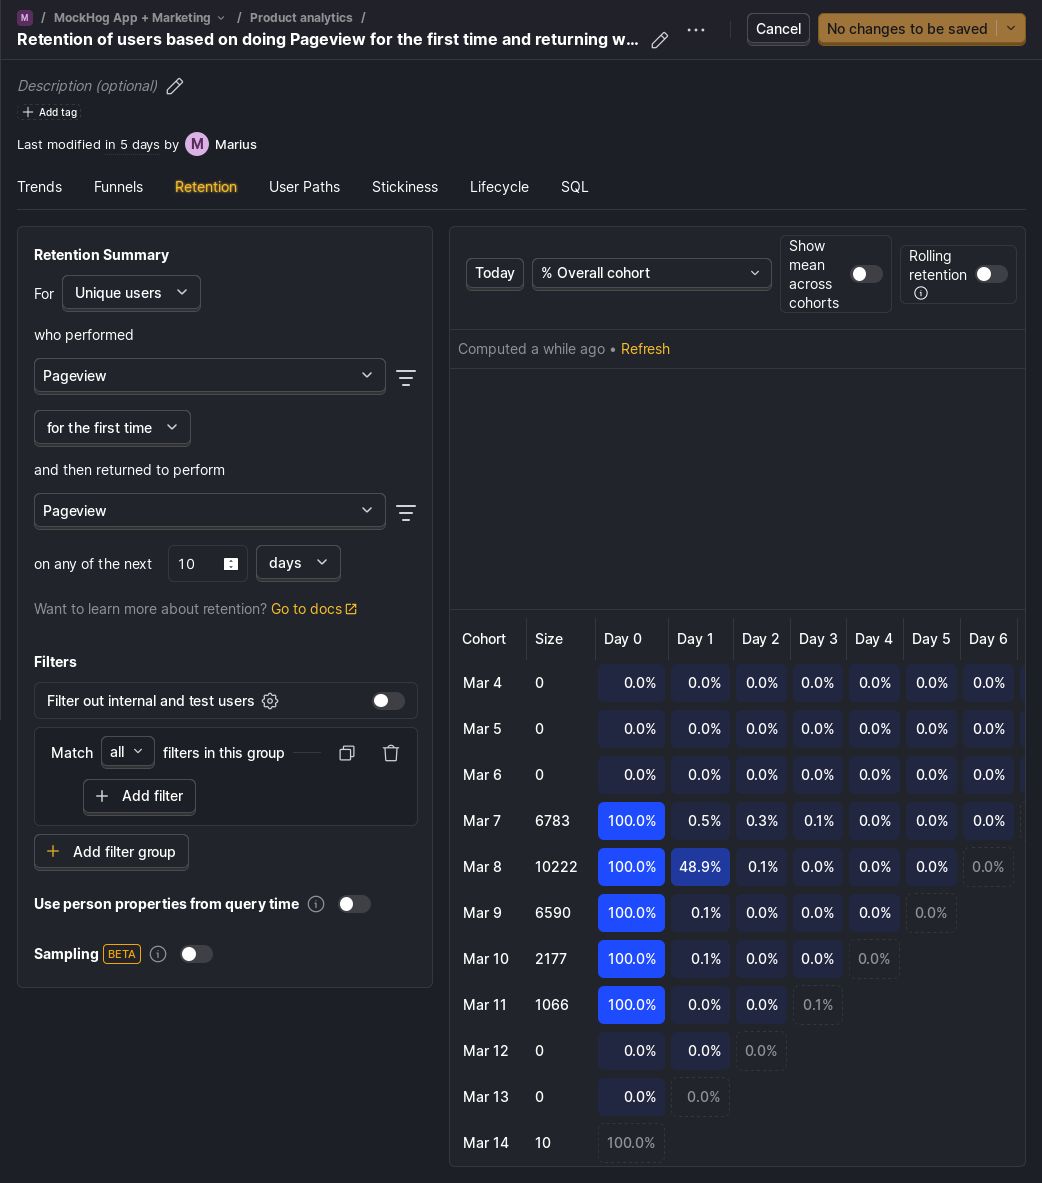 M / MockHog App + Marketing / Product analytics /
Retention of users based on doing Pageview for the first time and returning w...
Cancel
No changes to be saved
Description (optional)
Add tag
Last modified in 5 days by M Marius
Trends Funnels Retention User Paths Stickiness Lifecycle SQL
Retention Summary
For Unique users
who performed
Pageview
for the first time
and then returned to perform
Pageview
on any of the next 10 days
Want to learn more about retention? Go to docs
Filters
Filter out internal and test users
Match all filters in this group
Add filter
Add filter group
Use person properties from query time
Sampling BETA
Today
% Overall cohort
Show
mean
across
cohorts
Rolling
retention
Computed a while ago • Refresh
Cohort Size Day 0 Day 1 Day 2 Day 3 Day 4 Day 5 Day 6
Mar 4 0 0.0% 0.0% 0.0% 0.0% 0.0% 0.0% 0.0%
Mar 5 0 0.0% 0.0% 0.0% 0.0% 0.0% 0.0% 0.0%
Mar 6 0 0.0% 0.0% 0.0% 0.0% 0.0% 0.0% 0.0%
Mar 7 6783 100.0% 0.5% 0.3% 0.1% 0.0% 0.0% 0.0%
Mar 8 10222 100.0% 48.9% 0.1% 0.0% 0.0% 0.0% 0.0%
Mar 9 6590 100.0% 0.1% 0.0% 0.0% 0.0% 0.0%
Mar 10 2177 100.0% 0.1% 0.0% 0.0% 0.0%
Mar 11 1066 100.0% 0.0% 0.0% 0.1%
Mar 12 0 0.0% 0.0% 0.0%
Mar 13 0 0.0% 0.0%
Mar 14 10 100.0%